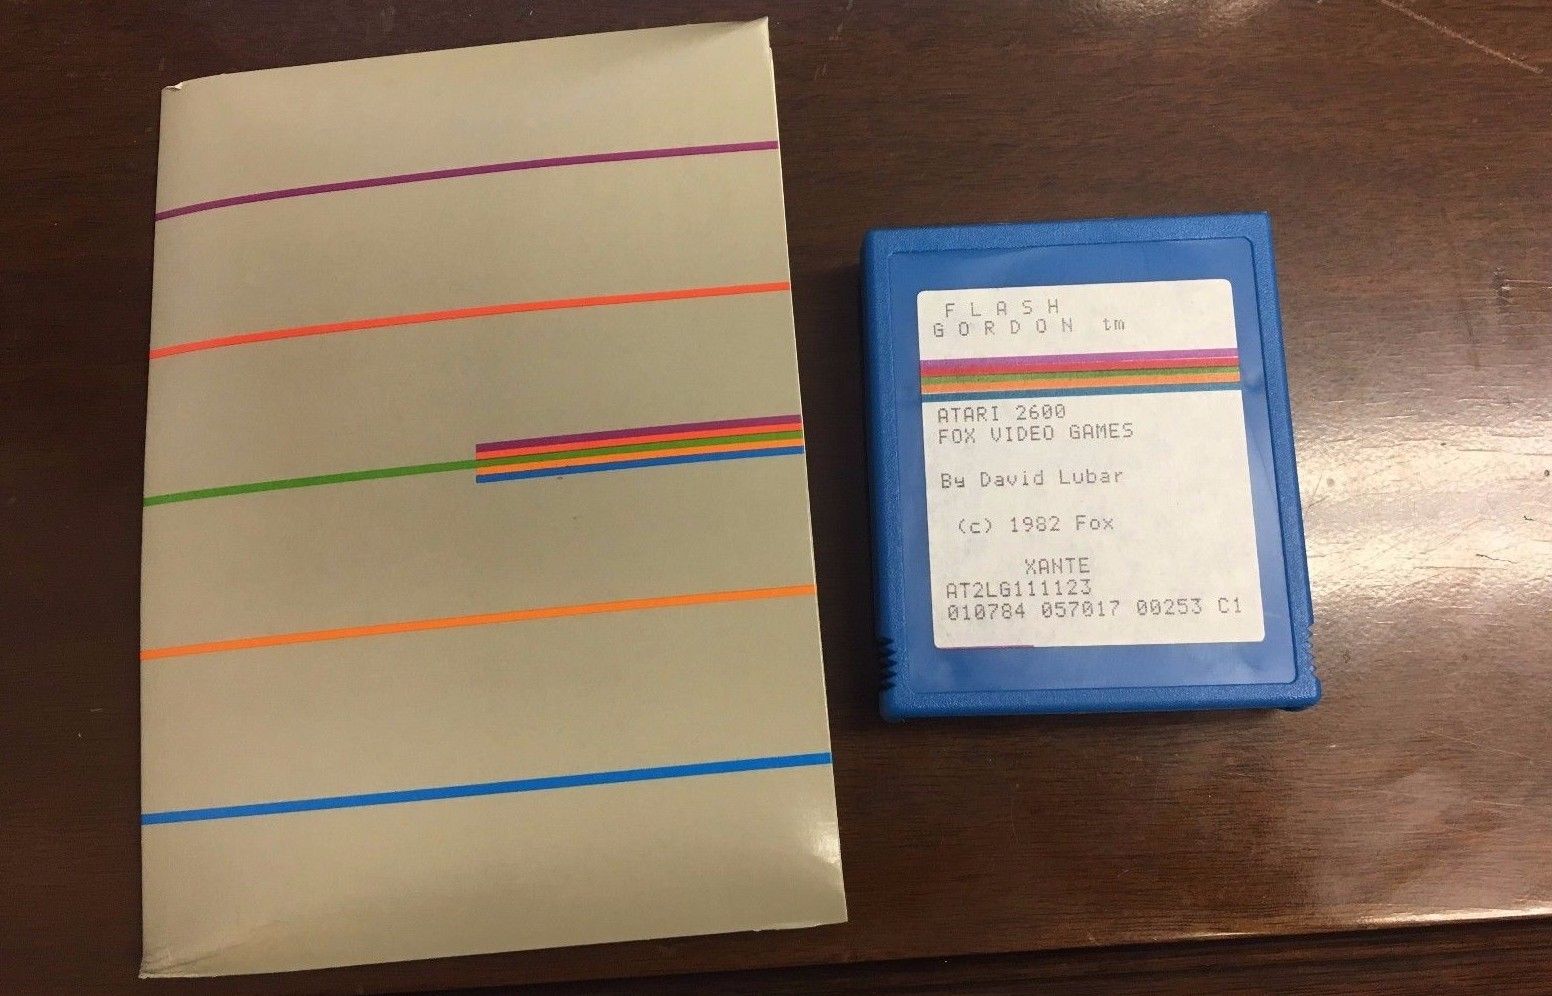 F L A S H
G O R D O N tm
ATARI 2600
FOX VIDEO GAMES
By David Lubar
(c) 1982 Fox
XANTE
AT2LG111123
010784 057017 00253 C1